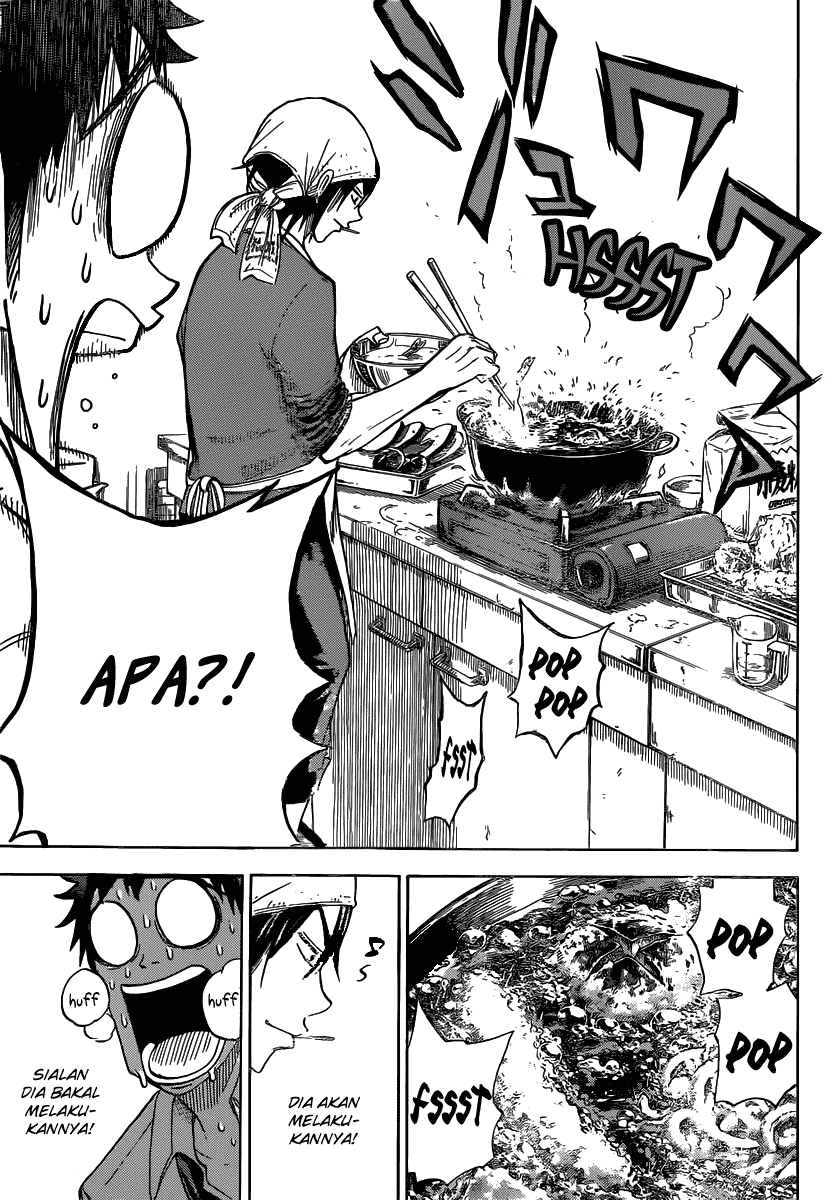 ジュワワワワ
HSSST
APA?!
POP
POP
FSST
POP
POP
FSSST
DIA AKAN
MELAKU-
KANNYA!
huff
huff
SIALAN
DIA BAKAL
MELAKU-
KANNYA!